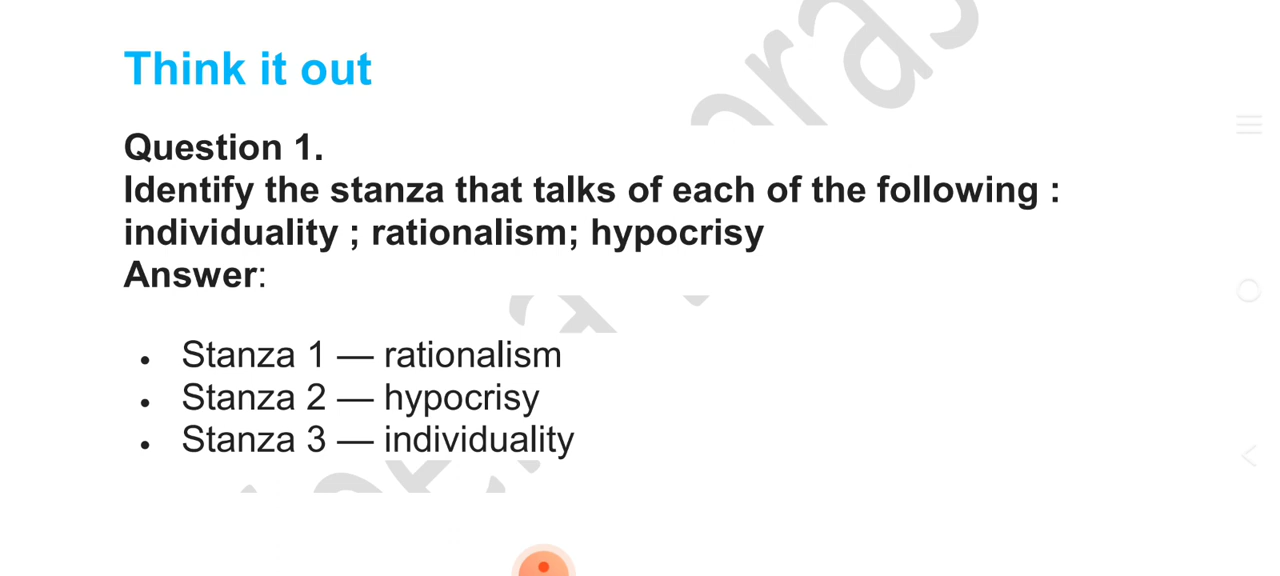 Think it out
Question 1.
Identify the stanza that talks of each of the following :
individuality ; rationalism; hypocrisy
Answer:
• Stanza 1 — rationalism
• Stanza 2 — hypocrisy
• Stanza 3 — individuality